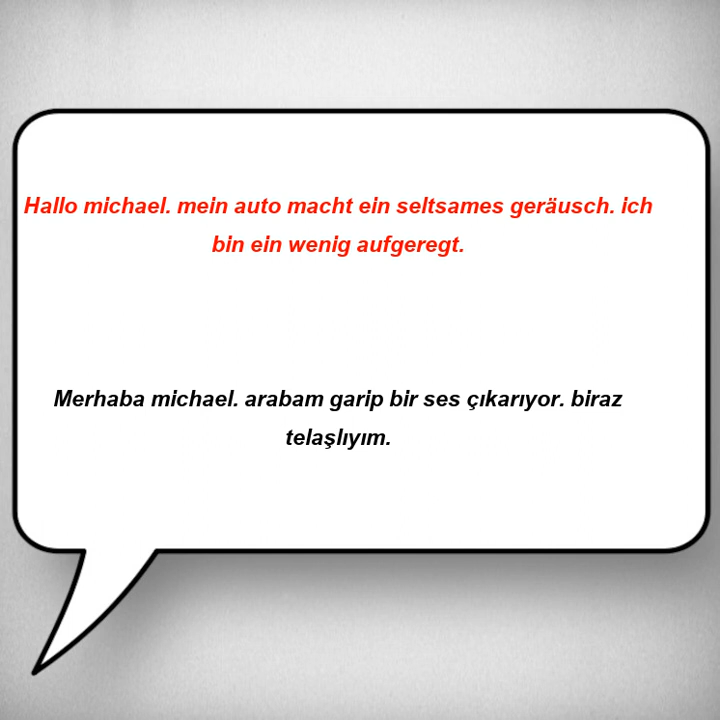 Hallo michael. mein auto macht ein seltsames geräusch. ich
bin ein wenig aufgeregt.
Merhaba michael. arabam garip bir ses çıkarıyor. biraz
telaşlıyım.